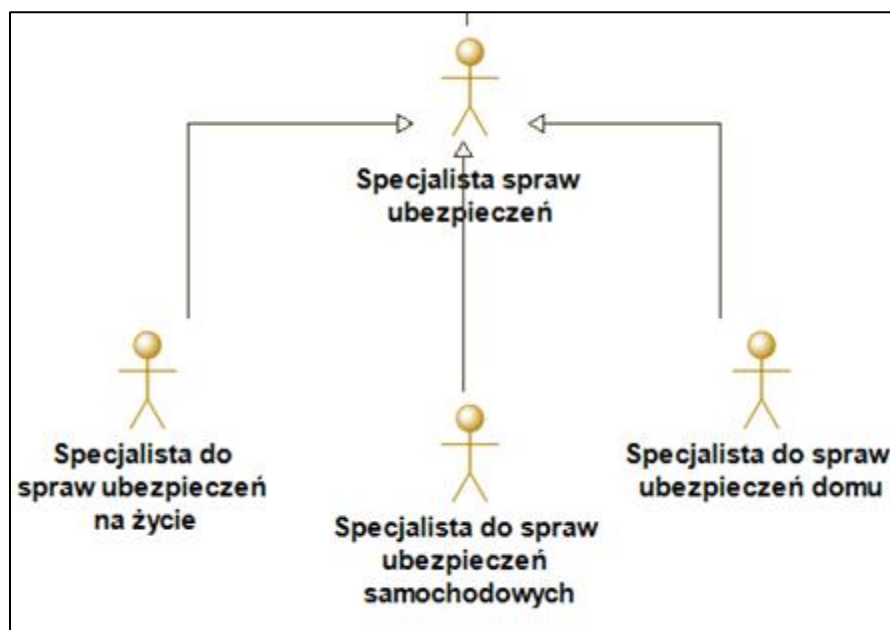 Specjalista spraw
ubezpieczeń
Specjalista do
spraw ubezpieczeń
na życie
Specjalista do spraw
ubezpieczeń
samochodowych
Specjalista do spraw
ubezpieczeń domu